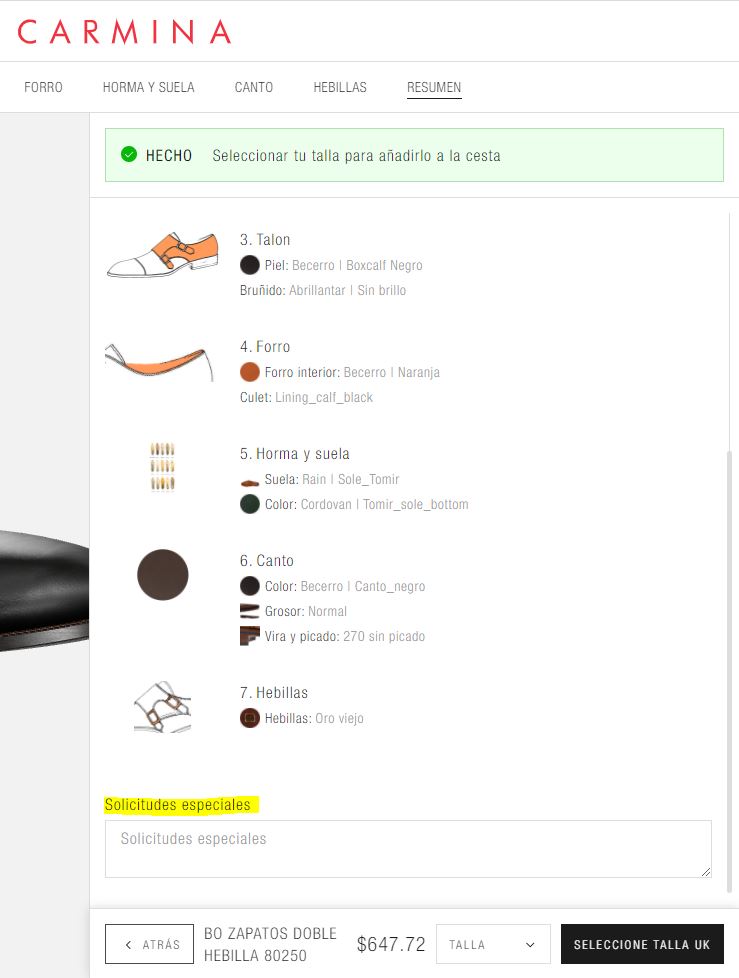 CARMINA
FORRO HORMA Y SUELA CANTO HEBILLAS RESUMEN
HECHO Seleccionar tu talla para añadirlo a la cesta
3. Talon
Piel: Becerro | Boxcalf Negro
Bruñido: Abrillantar | Sin brillo
4. Forro
Forro interior: Becerro | Naranja
Culet: Lining_calf_black
5. Horma y suela
Suela: Rain | Sole_Tomir
Color: Cordovan | Tomir_sole_bottom
6. Canto
Color: Becerro | Canto_negro
Grosor: Normal
Vira y picado: 270 sin picado
7. Hebillas
Hebillas: Oro viejo
Solicitudes especiales
Solicitudes especiales
ATRÁS
BO ZAPATOS DOBLE
HEBILLA 80250
$647.72
TALLA
SELECCIONE TALLA UK